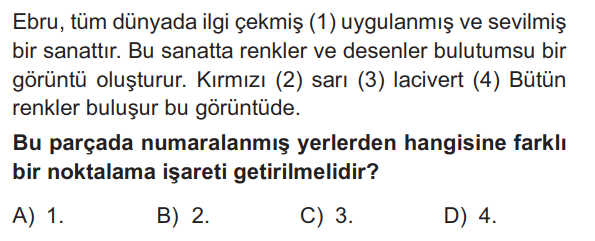 Ebru, tüm dünyada ilgi çekmiş (1) uygulanmış ve sevilmiş
bir sanattır. Bu sanatta renkler ve desenler bulutumsu bir
görüntü oluşturur. Kırmızı (2) sarı (3) lacivert (4) Bütün
renkler buluşur bu görüntüde.
Bu parçada numaralanmış yerlerden hangisine farklı
bir noktalama işareti getirilmelidir?
A) 1. B) 2. C) 3. D) 4.